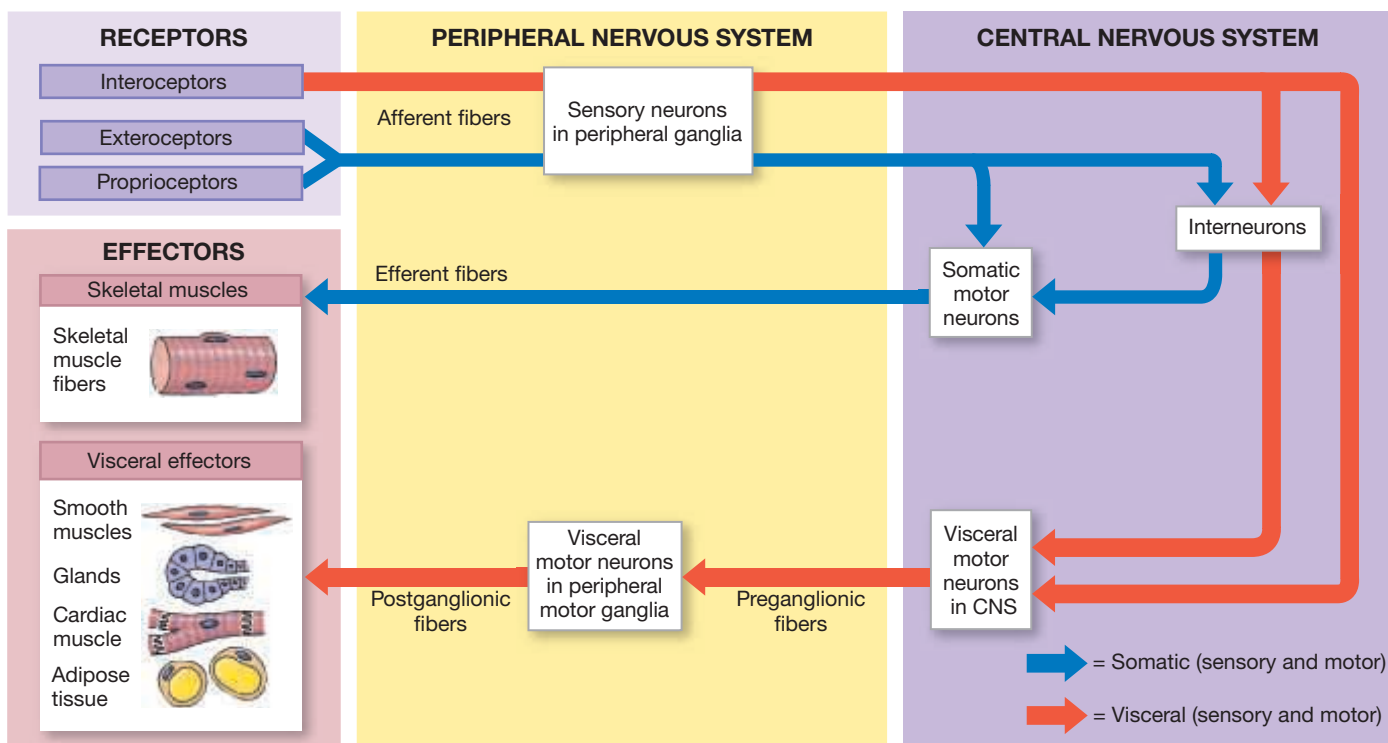 RECEPTORS
Interoceptors
Exteroceptors
Proprioceptors
EFFECTORS
Skeletal muscles
Skeletal
muscle
fibers
Visceral effectors
Smooth
muscles
Glands
Cardiac
muscle
Adipose
tissue
PERIPHERAL NERVOUS SYSTEM
Afferent fibers
Sensory neurons
in peripheral ganglia
Efferent fibers
Visceral
motor neurons
in peripheral
motor ganglia
Postganglionic
fibers
Preganglionic
fibers
CENTRAL NERVOUS SYSTEM
Interneurons
Somatic
motor
neurons
Visceral
motor
neurons
in CNS
= Somatic (sensory and motor)
= Visceral (sensory and motor)